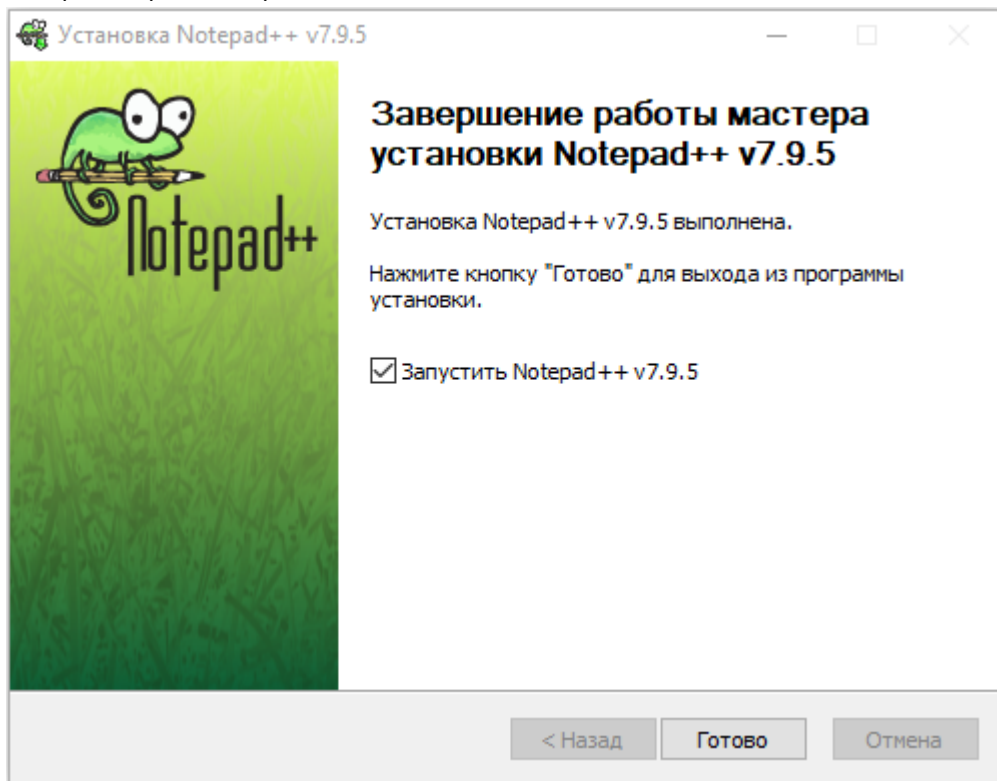 Установка Notepad++ v7.9.5
Notepad++
Завершение работы мастера
установки Notepad++ v7.9.5
Установка Notepad++ v7.9.5 выполнена.
Нажмите кнопку "Готово" для выхода из программы
установки.
Запустить Notepad++ v7.9.5
< Назад
Готово
Отмена